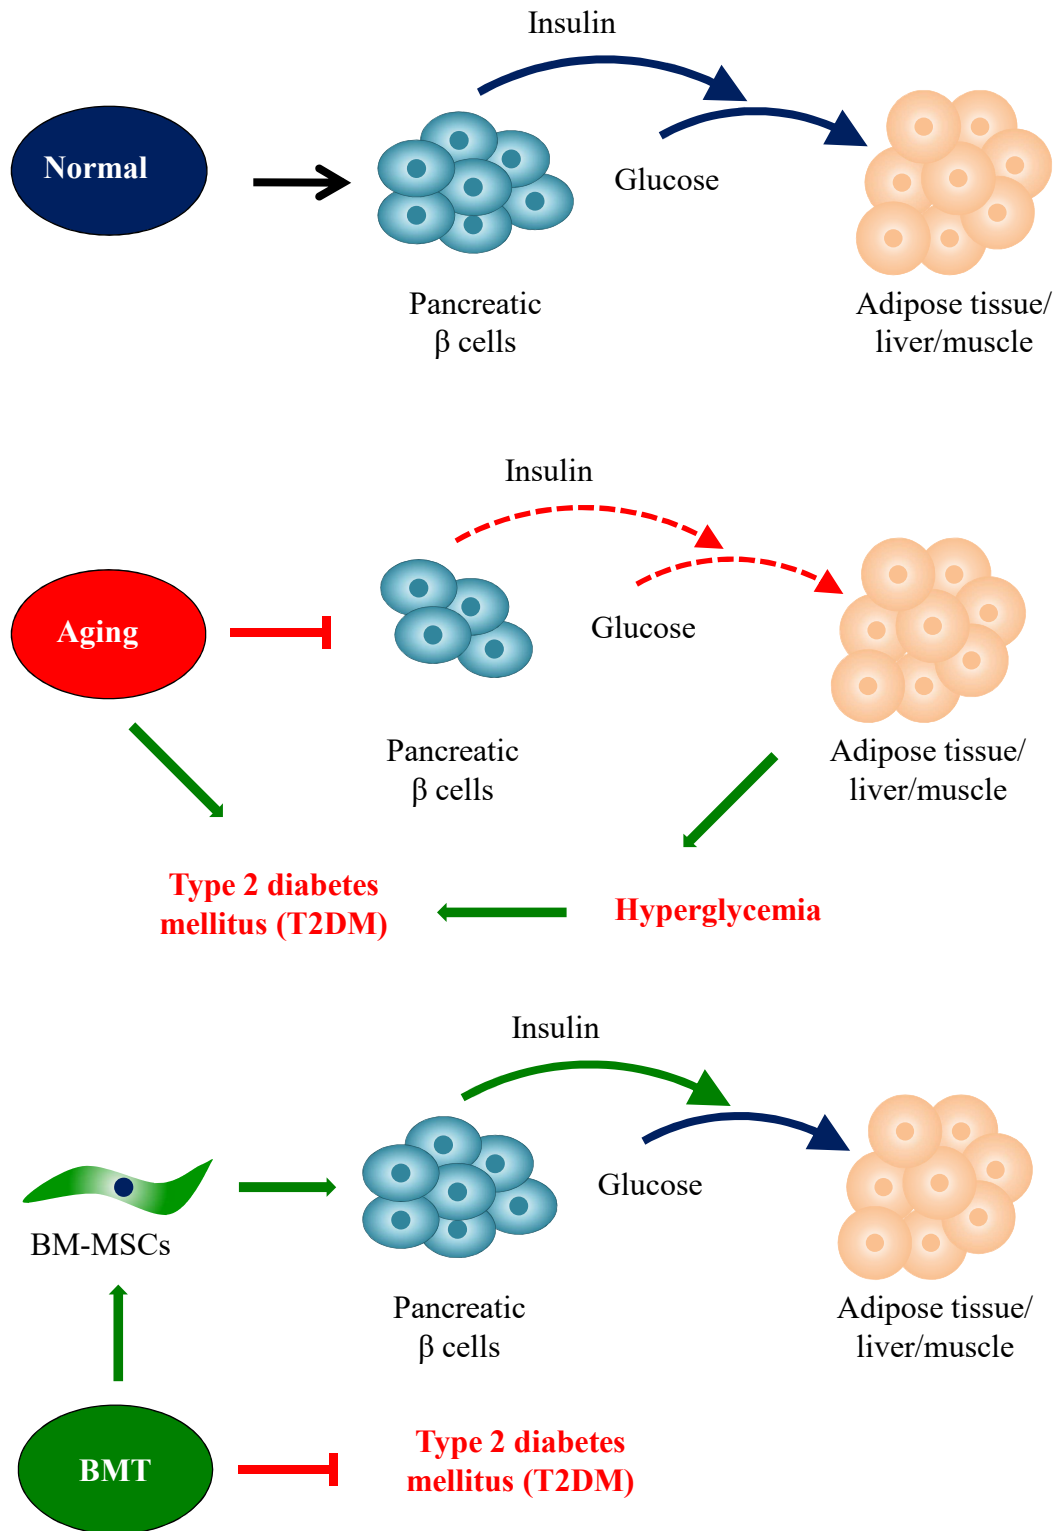 Insulin
Normal
Glucose
Pancreatic
β cells
Adipose tissue/
liver/muscle
Insulin
Aging
Glucose
Pancreatic
β cells
Adipose tissue/
liver/muscle
Type 2 diabetes
mellitus (T2DM)
Hyperglycemia
Insulin
Glucose
BM-MSCs
Pancreatic
β cells
Adipose tissue/
liver/muscle
BMT
Type 2 diabetes
mellitus (T2DM)